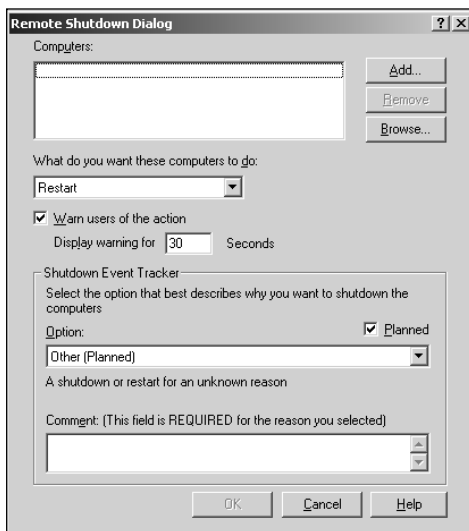 Remote Shutdown Dialog
Computers:
Add...
Remove
Browse...
What do you want these computers to do:
Restart
Warn users of the action
Display warning for 30 Seconds
Shutdown Event Tracker
Select the option that best describes why you want to shutdown the
computers
Option:
Planned
Other (Planned)
A shutdown or restart for an unknown reason
Comment: (This field is REQUIRED for the reason you selected)
OK
Cancel
Help